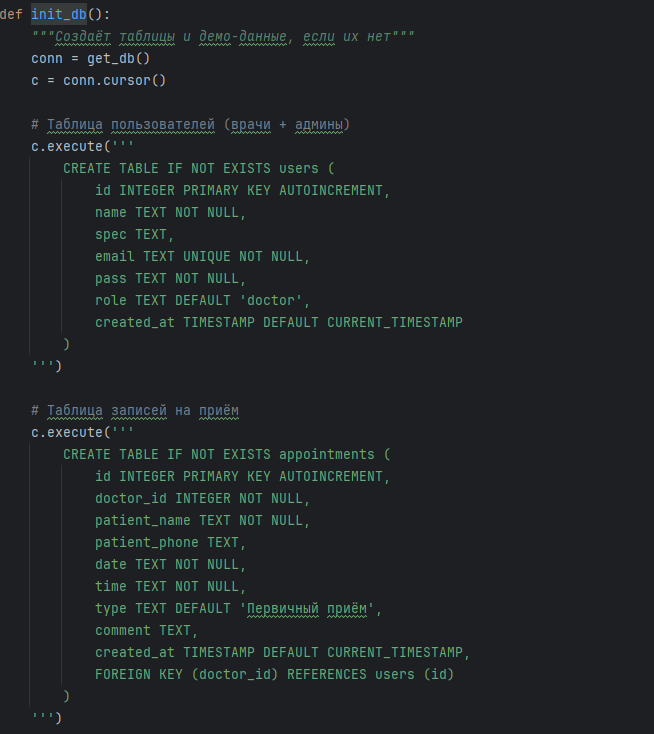 def init_db():
    """Создаёт таблицы и демо-данные, если их нет"""
    conn = get_db()
    c = conn.cursor()

    # Таблица пользователей (врачи + админы)
    c.execute('''
        CREATE TABLE IF NOT EXISTS users (
            id INTEGER PRIMARY KEY AUTOINCREMENT,
            name TEXT NOT NULL,
            spec TEXT,
            email TEXT UNIQUE NOT NULL,
            pass TEXT NOT NULL,
            role TEXT DEFAULT 'doctor',
            created_at TIMESTAMP DEFAULT CURRENT_TIMESTAMP
        )
    ''')

    # Таблица записей на приём
    c.execute('''
        CREATE TABLE IF NOT EXISTS appointments (
            id INTEGER PRIMARY KEY AUTOINCREMENT,
            doctor_id INTEGER NOT NULL,
            patient_name TEXT NOT NULL,
            patient_phone TEXT,
            date TEXT NOT NULL,
            time TEXT NOT NULL,
            type TEXT DEFAULT 'Первичный приём',
            comment TEXT,
            created_at TIMESTAMP DEFAULT CURRENT_TIMESTAMP,
            FOREIGN KEY (doctor_id) REFERENCES users (id)
        )
    ''')